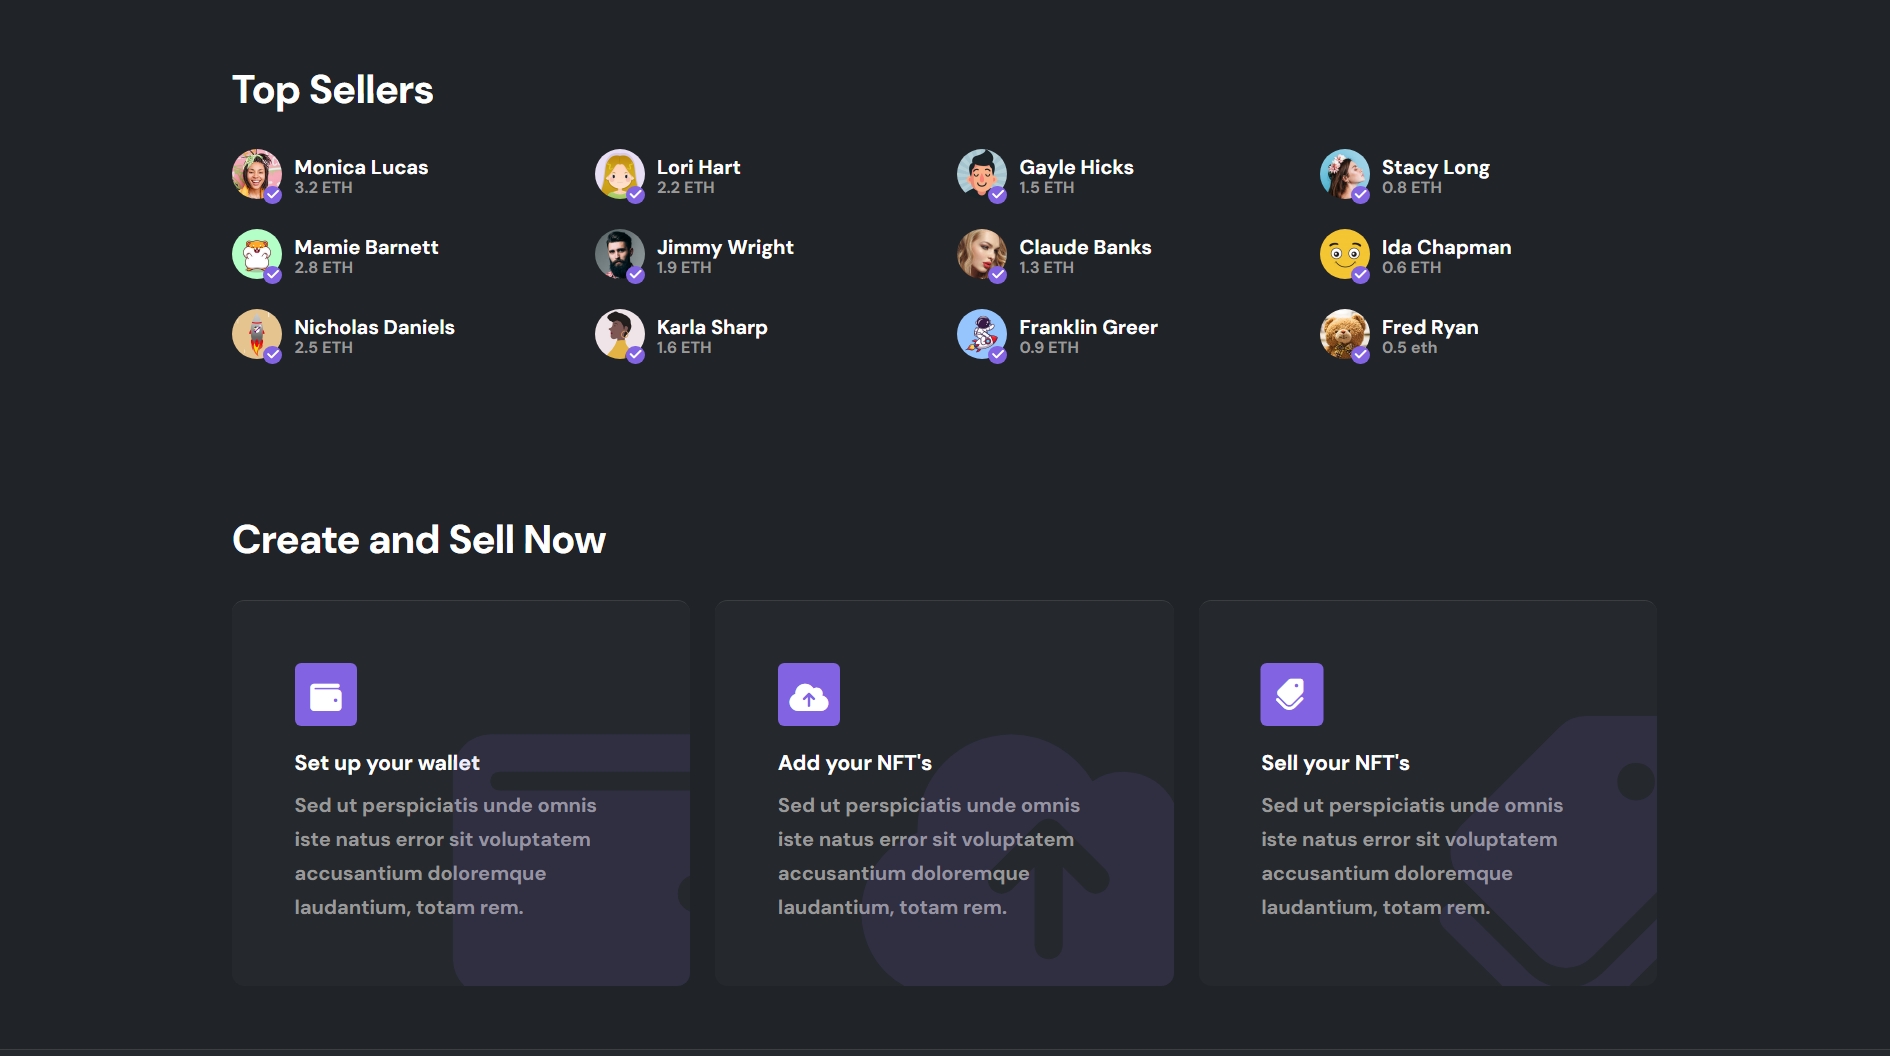 Top Sellers
Monica Lucas
3.2 ETH
Lori Hart
2.2 ETH
Gayle Hicks
1.5 ETH
Stacy Long
0.8 ETH
Mamie Barnett
2.8 ETH
Jimmy Wright
1.9 ETH
Claude Banks
1.3 ETH
Ida Chapman
0.6 ETH
Nicholas Daniels
2.5 ETH
Karla Sharp
1.6 ETH
Franklin Greer
0.9 ETH
Fred Ryan
0.5 eth
Create and Sell Now
Set up your wallet
Sed ut perspiciatis unde omnis
iste natus error sit voluptatem
accusantium doloremque
laudantium, totam rem.
Add your NFT's
Sed ut perspiciatis unde omnis
iste natus error sit voluptatem
accusantium doloremque
laudantium, totam rem.
Sell your NFT's
Sed ut perspiciatis unde omnis
iste natus error sit voluptatem
accusantium doloremque
laudantium, totam rem.